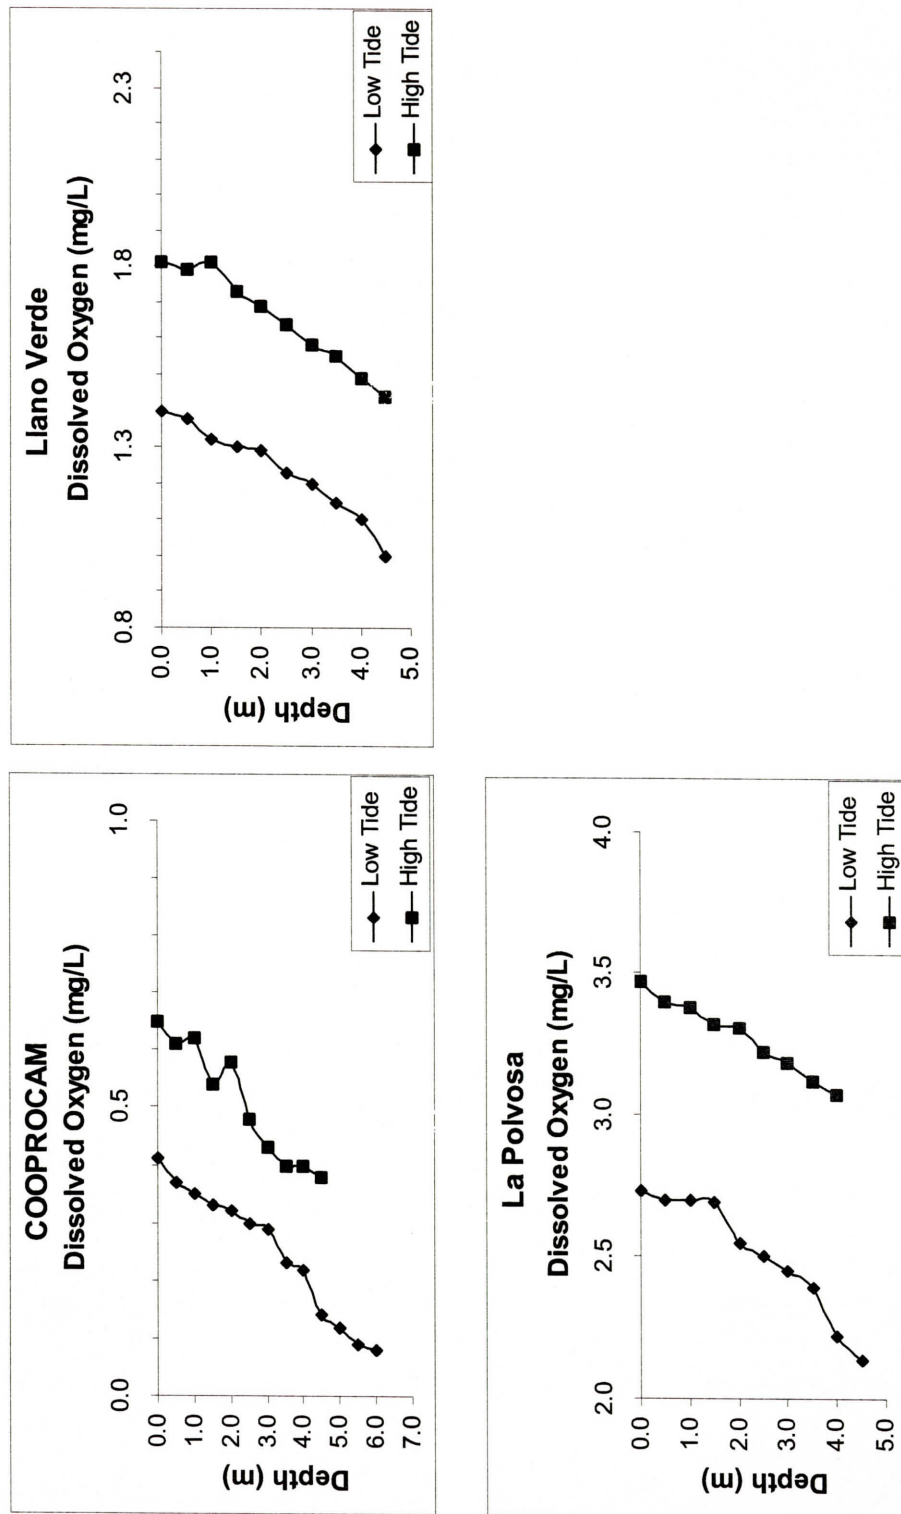 COOPROCAM
Dissolved Oxygen (mg/L)
0.0 0.5 1.0
0.0
1.0
2.0
3.0
4.0
5.0
6.0
7.0
Depth (m)
Low Tide
High Tide
Llano Verde
Dissolved Oxygen (mg/L)
0.8 1.3 1.8 2.3
0.0
1.0
2.0
3.0
4.0
5.0
Depth (m)
Low Tide
High Tide
La Polvosa
Dissolved Oxygen (mg/L)
2.0 2.5 3.0 3.5 4.0
0.0
1.0
2.0
3.0
4.0
5.0
Depth (m)
Low Tide
High Tide